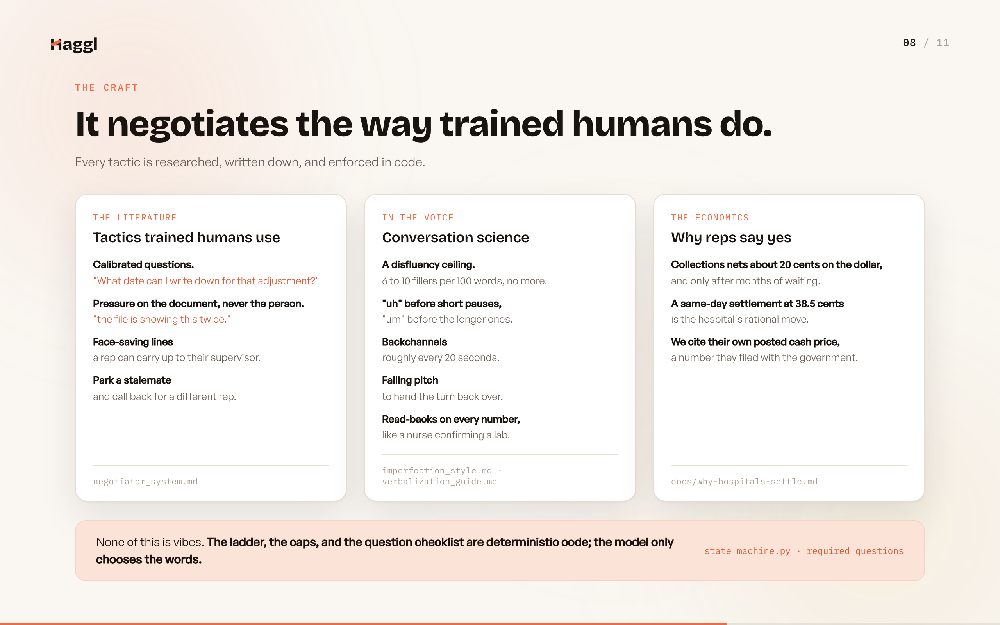 Haggl
08 / 11
THE CRAFT
It negotiates the way trained humans do.
Every tactic is researched, written down, and enforced in code.
THE LITERATURE
Tactics trained humans use
Calibrated questions.
"What date can I write down for that adjustment?"
Pressure on the document, never the person.
"the file is showing this twice."
Face-saving lines
a rep can carry up to their supervisor.
Park a stalemate
and call back for a different rep.
negotiator_system.md
IN THE VOICE
Conversation science
A disfluency ceiling.
6 to 10 fillers per 100 words, no more.
"uh" before short pauses,
"um" before the longer ones.
Backchannels
roughly every 20 seconds.
Falling pitch
to hand the turn back over.
Read-backs on every number,
like a nurse confirming a lab.
imperfection_style.md ·
verbalization_guide.md
THE ECONOMICS
Why reps say yes
Collections nets about 20 cents on the dollar,
and only after months of waiting.
A same-day settlement at 38.5 cents
is the hospital's rational move.
We cite their own posted cash price,
a number they filed with the government.
docs/why-hospitals-settle.md
None of this is vibes. The ladder, the caps, and the question checklist are deterministic code; the model only
chooses the words.
state_machine.py · required_questions